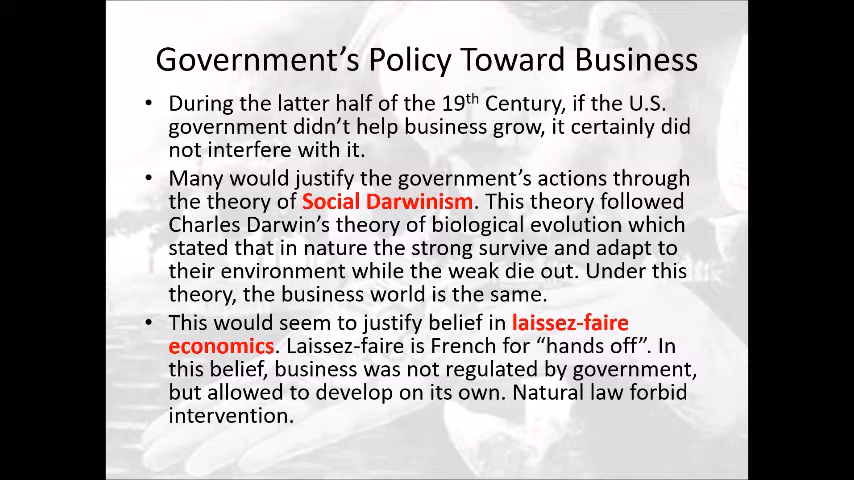 Government's Policy Toward Business
• During the latter half of the 19th Century, if the U.S.
government didn't help business grow, it certainly did
not interfere with it.
• Many would justify the government's actions through
the theory of Social Darwinism. This theory followed
Charles Darwin's theory of biological evolution which
stated that in nature the strong survive and adapt to
their environment while the weak die out. Under this
theory, the business world is the same.
• This would seem to justify belief in laissez-faire
economics. Laissez-faire is French for “hands off”. In
this belief, business was not regulated by government,
but allowed to develop on its own. Natural law forbid
intervention.